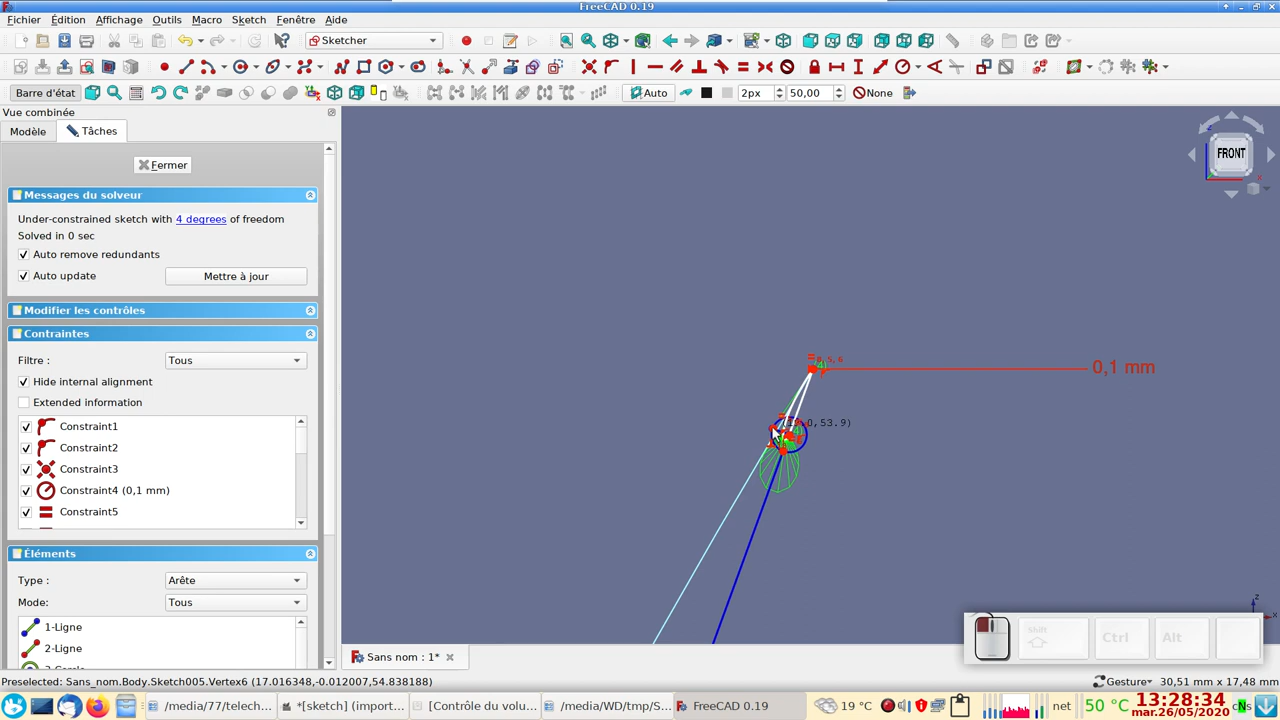 FreeCAD 0.19
Fichier Édition Affichage Outils Macro Sketch Fenêtre Aide
Sketcher
Barre d'état Auto 2px 50,00 None
Vue combinée
Modèle Tâches
Fermer
Messages du solveur
Under-constrained sketch with 4 degrees of freedom
Solved in 0 sec
Auto remove redundants
Auto update Mettre à jour
Modifier les contrôles
Contraintes
Filtre : Tous
Hide internal alignment
Extended information
Constraint1
Constraint2
Constraint3
Constraint4 (0,1 mm)
Constraint5
Éléments
Type : Arête
Mode: Tous
1-Ligne
2-Ligne
FRONT
0,1 mm
Shift Ctrl Alt
Sans nom : 1*
Preselected: Sans_nom.Body.Sketch005.Vertex6 (17.016348,-0.012007,54.838188) Gesture 30,51 mm x 17,48 mm
/media/77/tel *[sketch] (import... [Contrôle du volu... /media/WD/tmp/S... FreeCAD 0.19 19 °C net 50 °C 13:28:34
mar.26/05/2020